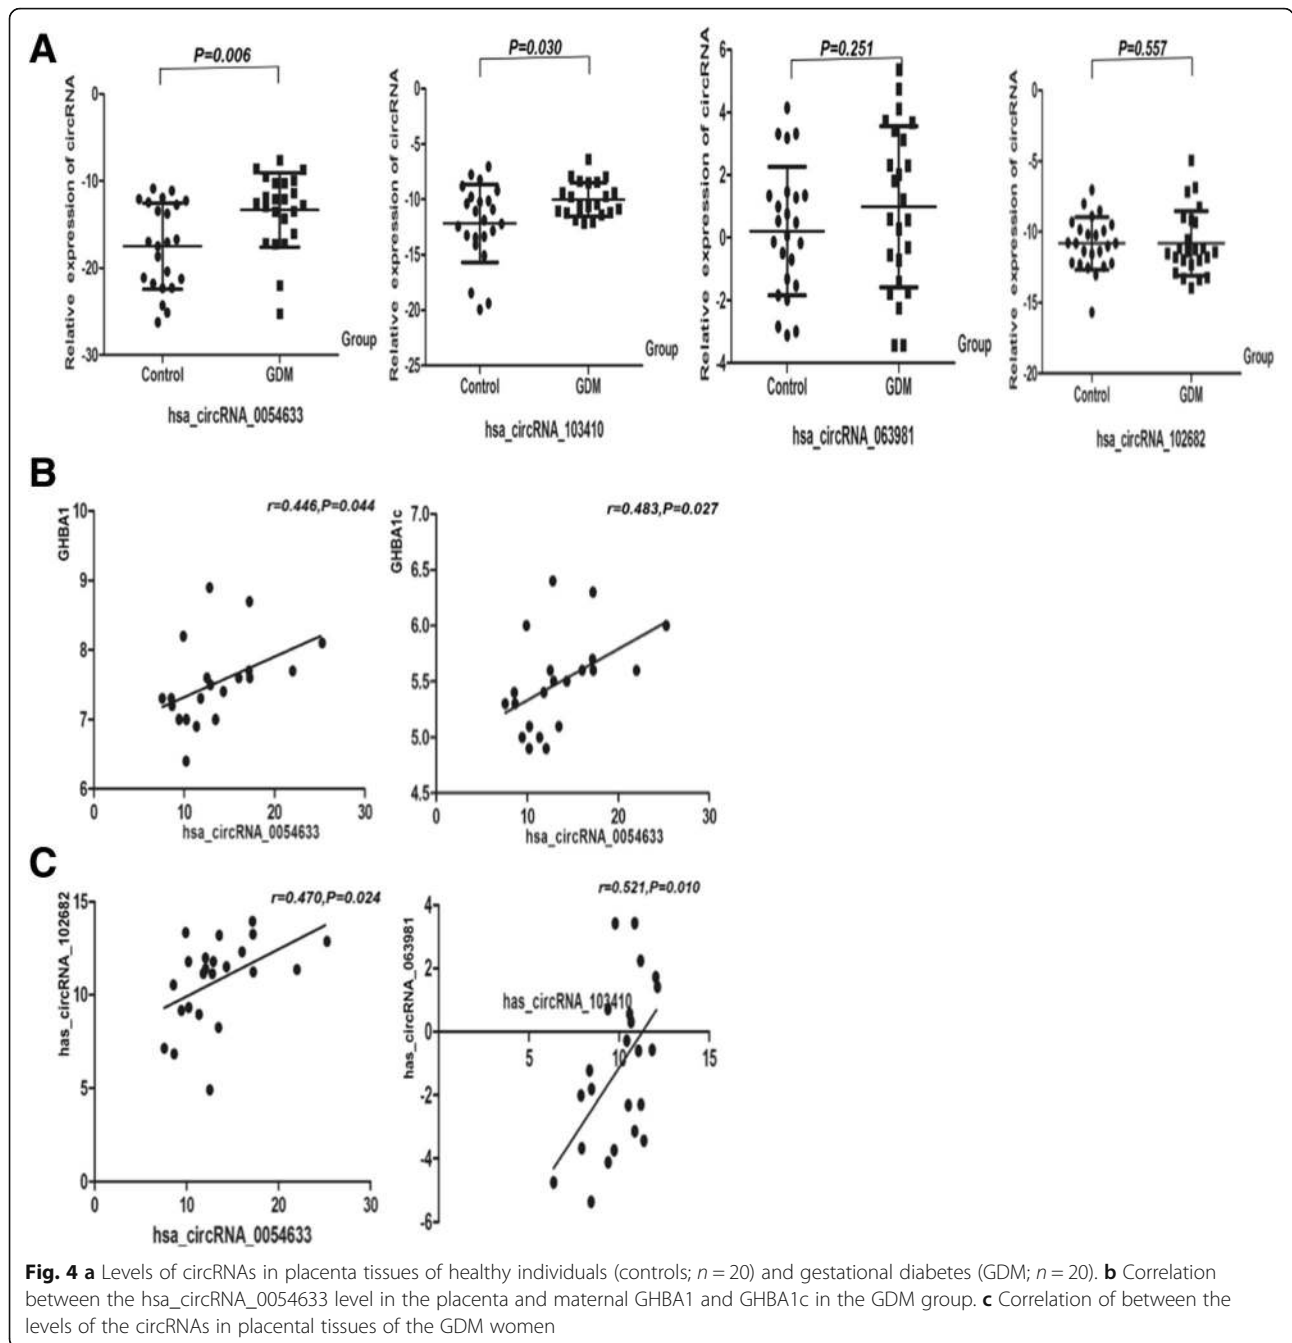 A
P=0.006
Relative expression of circRNA
0
-10
-20
-30
Control
GDM
Group
hsa_circRNA_0054633
P=0.030
Relative expression of circRNA
0
-5
-10
-15
-20
-25
Control
GDM
Group
hsa_circRNA_103410
P=0.251
Relative expression of circRNA
6
4
2
0
-2
-4
Control
GDM
Group
hsa_circRNA_063981
P=0.557
Relative expression of circRNA
0
-5
-10
-15
-20
Control
GDM
Group
hsa_circRNA_102682
B
r=0.446,P=0.044
GHBA1
10
9
8
7
6
0
10
20
30
hsa_circRNA_0054633
r=0.483,P=0.027
GHBA1c
7.0
6.5
6.0
5.5
5.0
4.5
0
10
20
30
hsa_circRNA_0054633
C
r=0.470,P=0.024
has_circRNA_102682
15
10
5
0
0
10
20
30
hsa_circRNA_0054633
r=0.521,P=0.010
has_circRNA_063981
4
2
0
-2
-4
-6
has_circRNA_103410
5
10
15
Fig. 4 a Levels of circRNAs in placenta tissues of healthy individuals (controls; n = 20) and gestational diabetes (GDM; n = 20). b Correlation
between the hsa_circRNA_0054633 level in the placenta and maternal GHBA1 and GHBA1c in the GDM group. c Correlation of between the
levels of the circRNAs in placental tissues of the GDM women